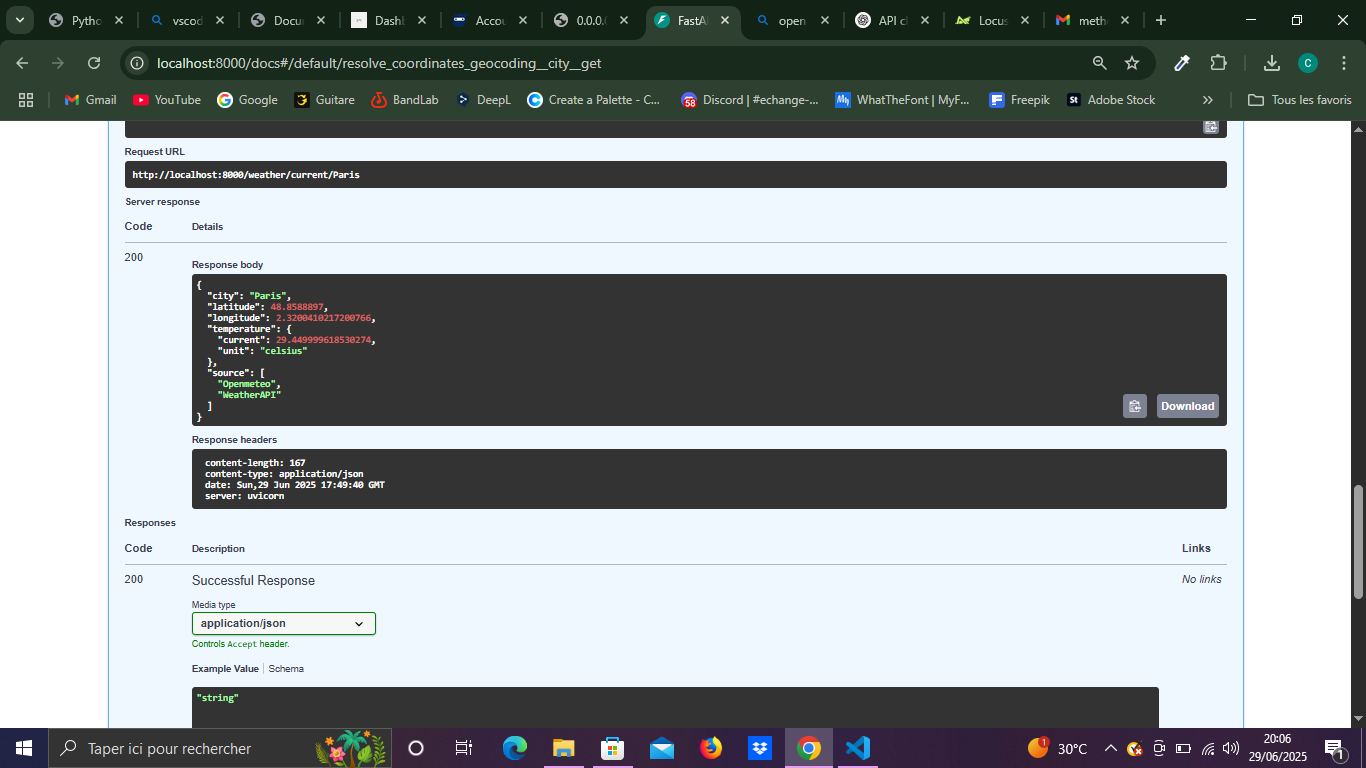 Pytho
vscod
Docu
Dashb
Accou
0.0.0.
FastA
open
API cl
Locus
meth
localhost:8000/docs#/default/resolve_coordinates_geocoding__city__get
C
Gmail
YouTube
Google
Guitare
BandLab
DeepL
Create a Palette - C...
58
Discord | #echange-...
WhatTheFont | MyF...
Freepik
St
Adobe Stock
»
Tous les favoris
Request URL
http://localhost:8000/weather/current/Paris
Server response
Code Details
200
Response body
{
"city": "Paris",
"latitude": 48.8588897,
"longitude": 2.3200410217200766,
"temperature": {
"current": 29.449999618530274,
"unit": "celsius"
},
"source": [
"Openmeteo",
"WeatherAPI"
]
}
Download
Response headers
content-length: 167
content-type: application/json
date: Sun,29 Jun 2025 17:49:40 GMT
server: uvicorn
Responses
Code Description Links
200 Successful Response No links
Media type
application/json
Controls Accept header.
Example Value | Schema
"string"
Taper ici pour rechercher
1
30°C
20:06
29/06/2025
1